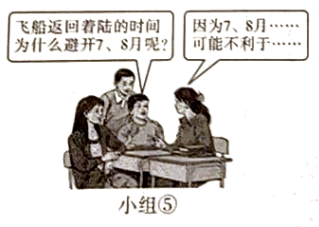 飞船返回着陆的时间
为什么避开7、8月呢?
因为7、8月……
可能不利于……
小组⑤